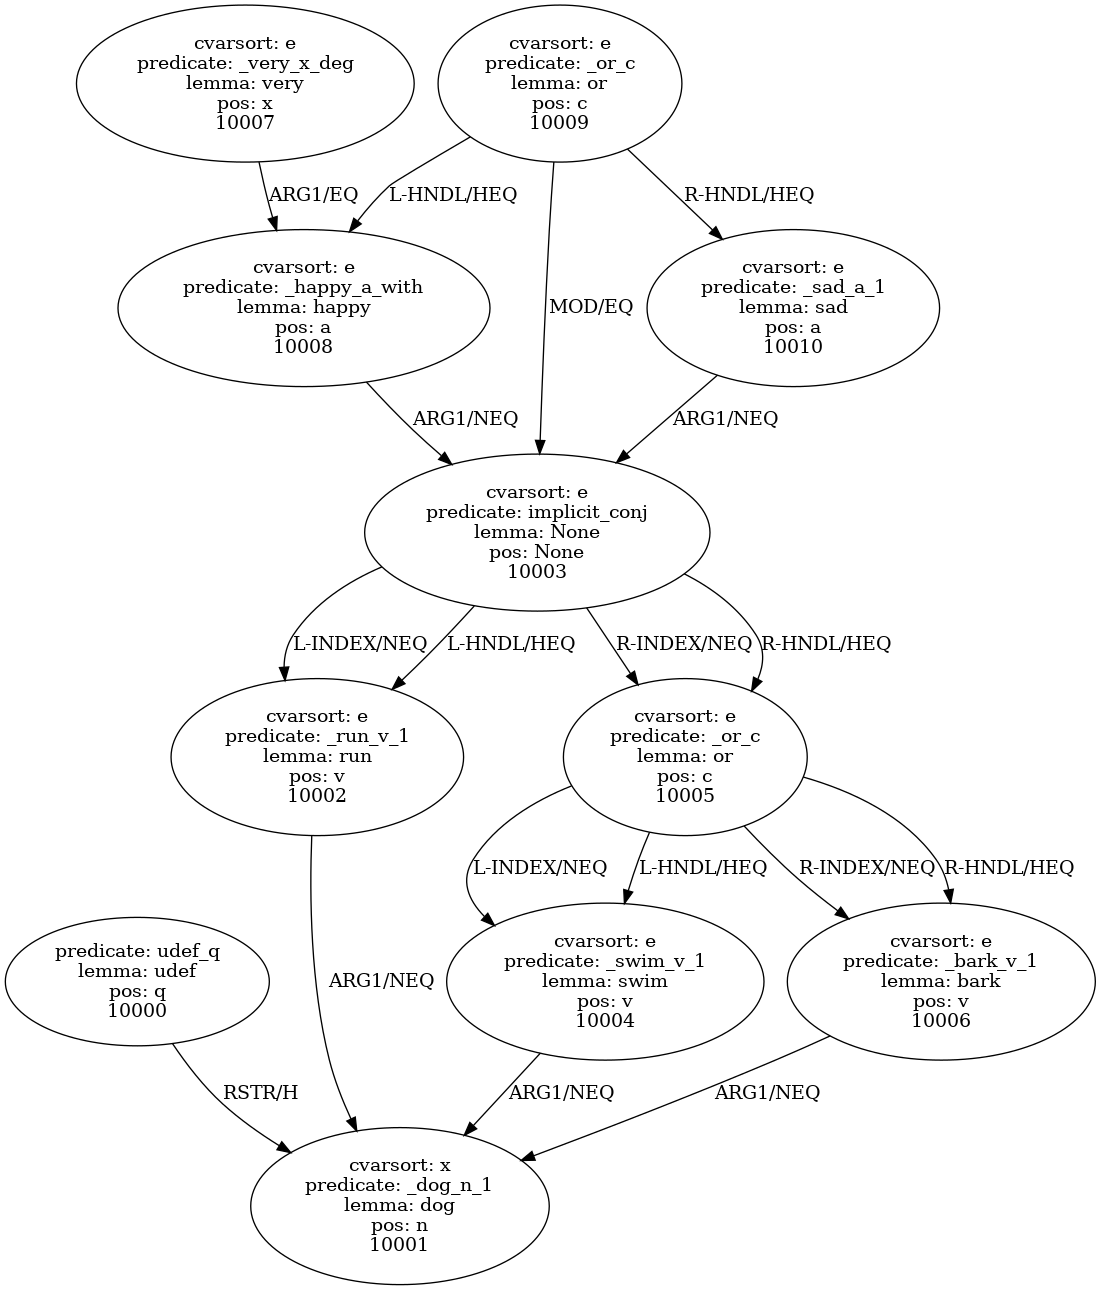 cvarsort: e
predicate: _very_x_deg
lemma: very
pos: x
10007
cvarsort: e
predicate: _or_c
lemma: or
pos: c
10009
ARG1/EQ
L-HNDL/HEQ
R-HNDL/HEQ
cvarsort: e
predicate: _happy_a_with
lemma: happy
pos: a
10008
MOD/EQ
cvarsort: e
predicate: _sad_a_1
lemma: sad
pos: a
10010
ARG1/NEQ
ARG1/NEQ
cvarsort: e
predicate: implicit_conj
lemma: None
pos: None
10003
L-INDEX/NEQ
L-HNDL/HEQ
R-INDEX/NEQ
R-HNDL/HEQ
cvarsort: e
predicate: _run_v_1
lemma: run
pos: v
10002
cvarsort: e
predicate: _or_c
lemma: or
pos: c
10005
L-INDEX/NEQ
L-HNDL/HEQ
R-INDEX/NEQ
R-HNDL/HEQ
predicate: udef_q
lemma: udef
pos: q
10000
ARG1/NEQ
cvarsort: e
predicate: _swim_v_1
lemma: swim
pos: v
10004
cvarsort: e
predicate: _bark_v_1
lemma: bark
pos: v
10006
RSTR/H
ARG1/NEQ
ARG1/NEQ
cvarsort: x
predicate: _dog_n_1
lemma: dog
pos: n
10001